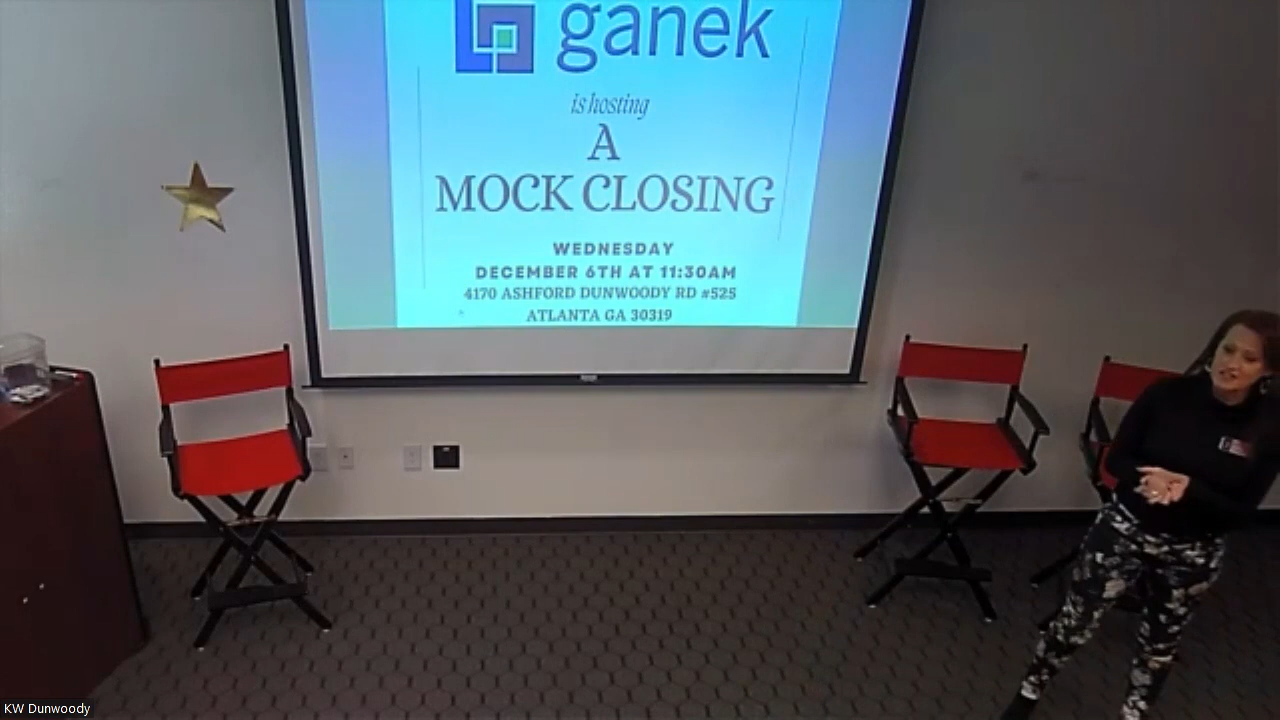 ganek
is hosting
A
MOCK CLOSING
WEDNESDAY
DECEMBER 6TH AT 11:30AM
4170 ASHFORD DUNWOODY RD #525
ATLANTA GA 30319
KW Dunwoody